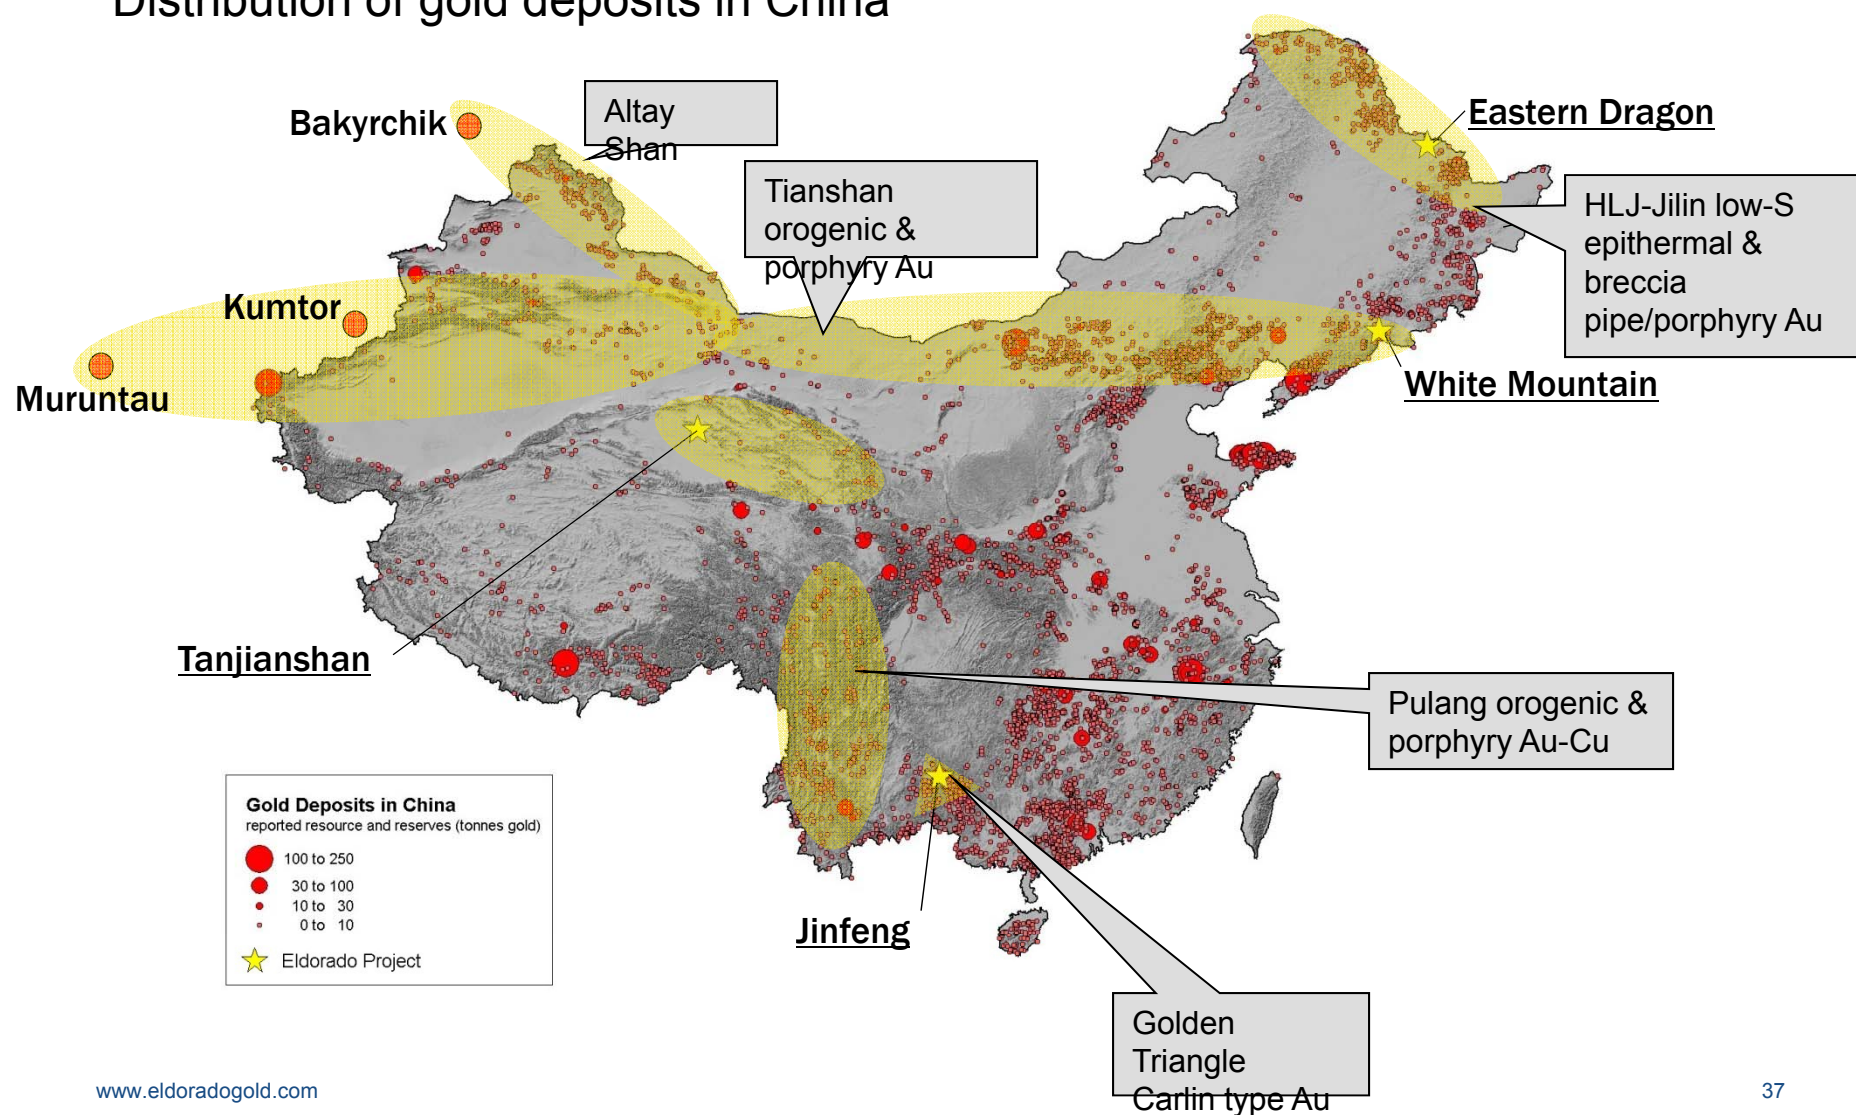 Distribution of gold deposits in China
Bakyrchik
Altay
Shan
Eastern Dragon
Tianshan
orogenic &
porphyry Au
HLJ-Jilin low-S
epithermal &
breccia
pipe/porphyry Au
Kumtor
Muruntau
White Mountain
Tanjianshan
Pulang orogenic &
porphyry Au-Cu
Gold Deposits in China
reported resource and reserves (tonnes gold)
100 to 250
30 to 100
10 to 30
0 to 10
Eldorado Project
Jinfeng
Golden
Triangle
Carlin type Au
www.eldoradogold.com
37